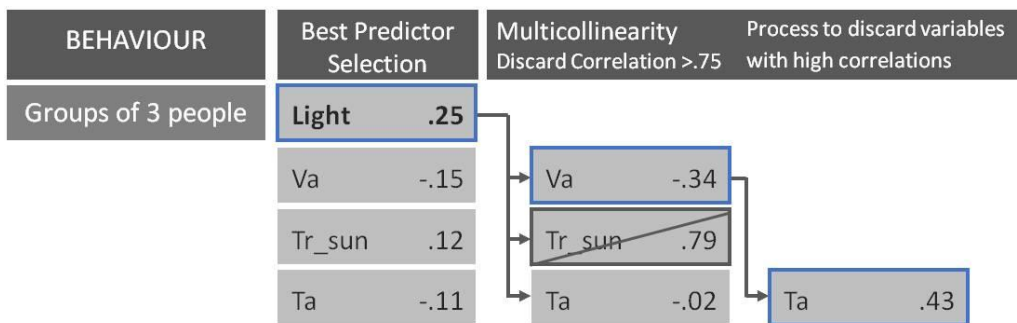 BEHAVIOUR
Best Predictor
Selection
Multicollinearity
Discard Correlation >.75
Process to discard variables
with high correlations
Groups of 3 people
Light .25
Va -.15
Va -.34
Tr_sun .12
Tr_sun .79
Ta -.11
Ta -.02
Ta .43